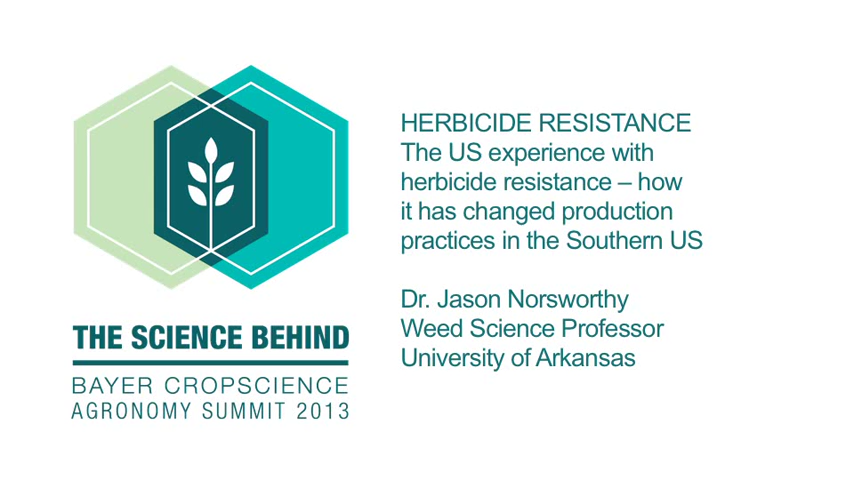 THE SCIENCE BEHIND
BAYER CROPSCIENCE
AGRONOMY SUMMIT 2013
HERBICIDE RESISTANCE
The US experience with
herbicide resistance – how
it has changed production
practices in the Southern US
Dr. Jason Norsworthy
Weed Science Professor
University of Arkansas